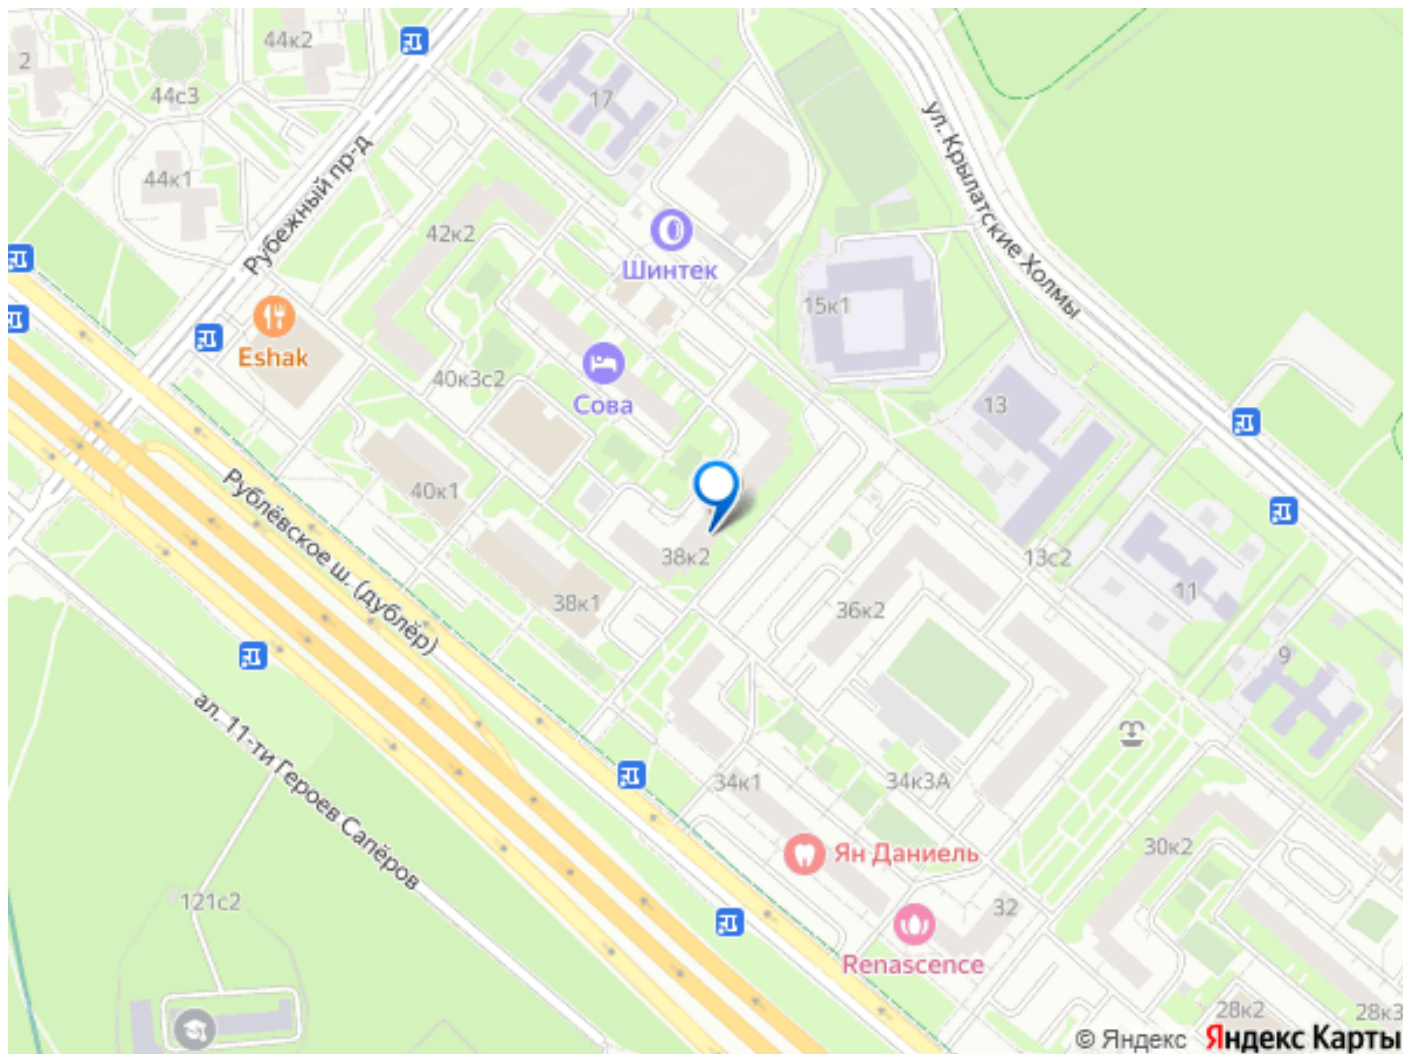 44к2
2
44с3
17
44к1
Рубежный пр-д
ул. Крылатские Холмы
42к2
Шинтек
15к1
Eshak
40к3с2
Сова
13
40к1
Рублёвское ш. (дублёр)
38к2
13с2
38к1
36к2
11
9
ал. 11-ти Героев Сапёров
34к1
34к3А
Ян Даниель
30к2
121с2
32
Renascence
28к2
28к3
© Яндекс Яндекс Карты